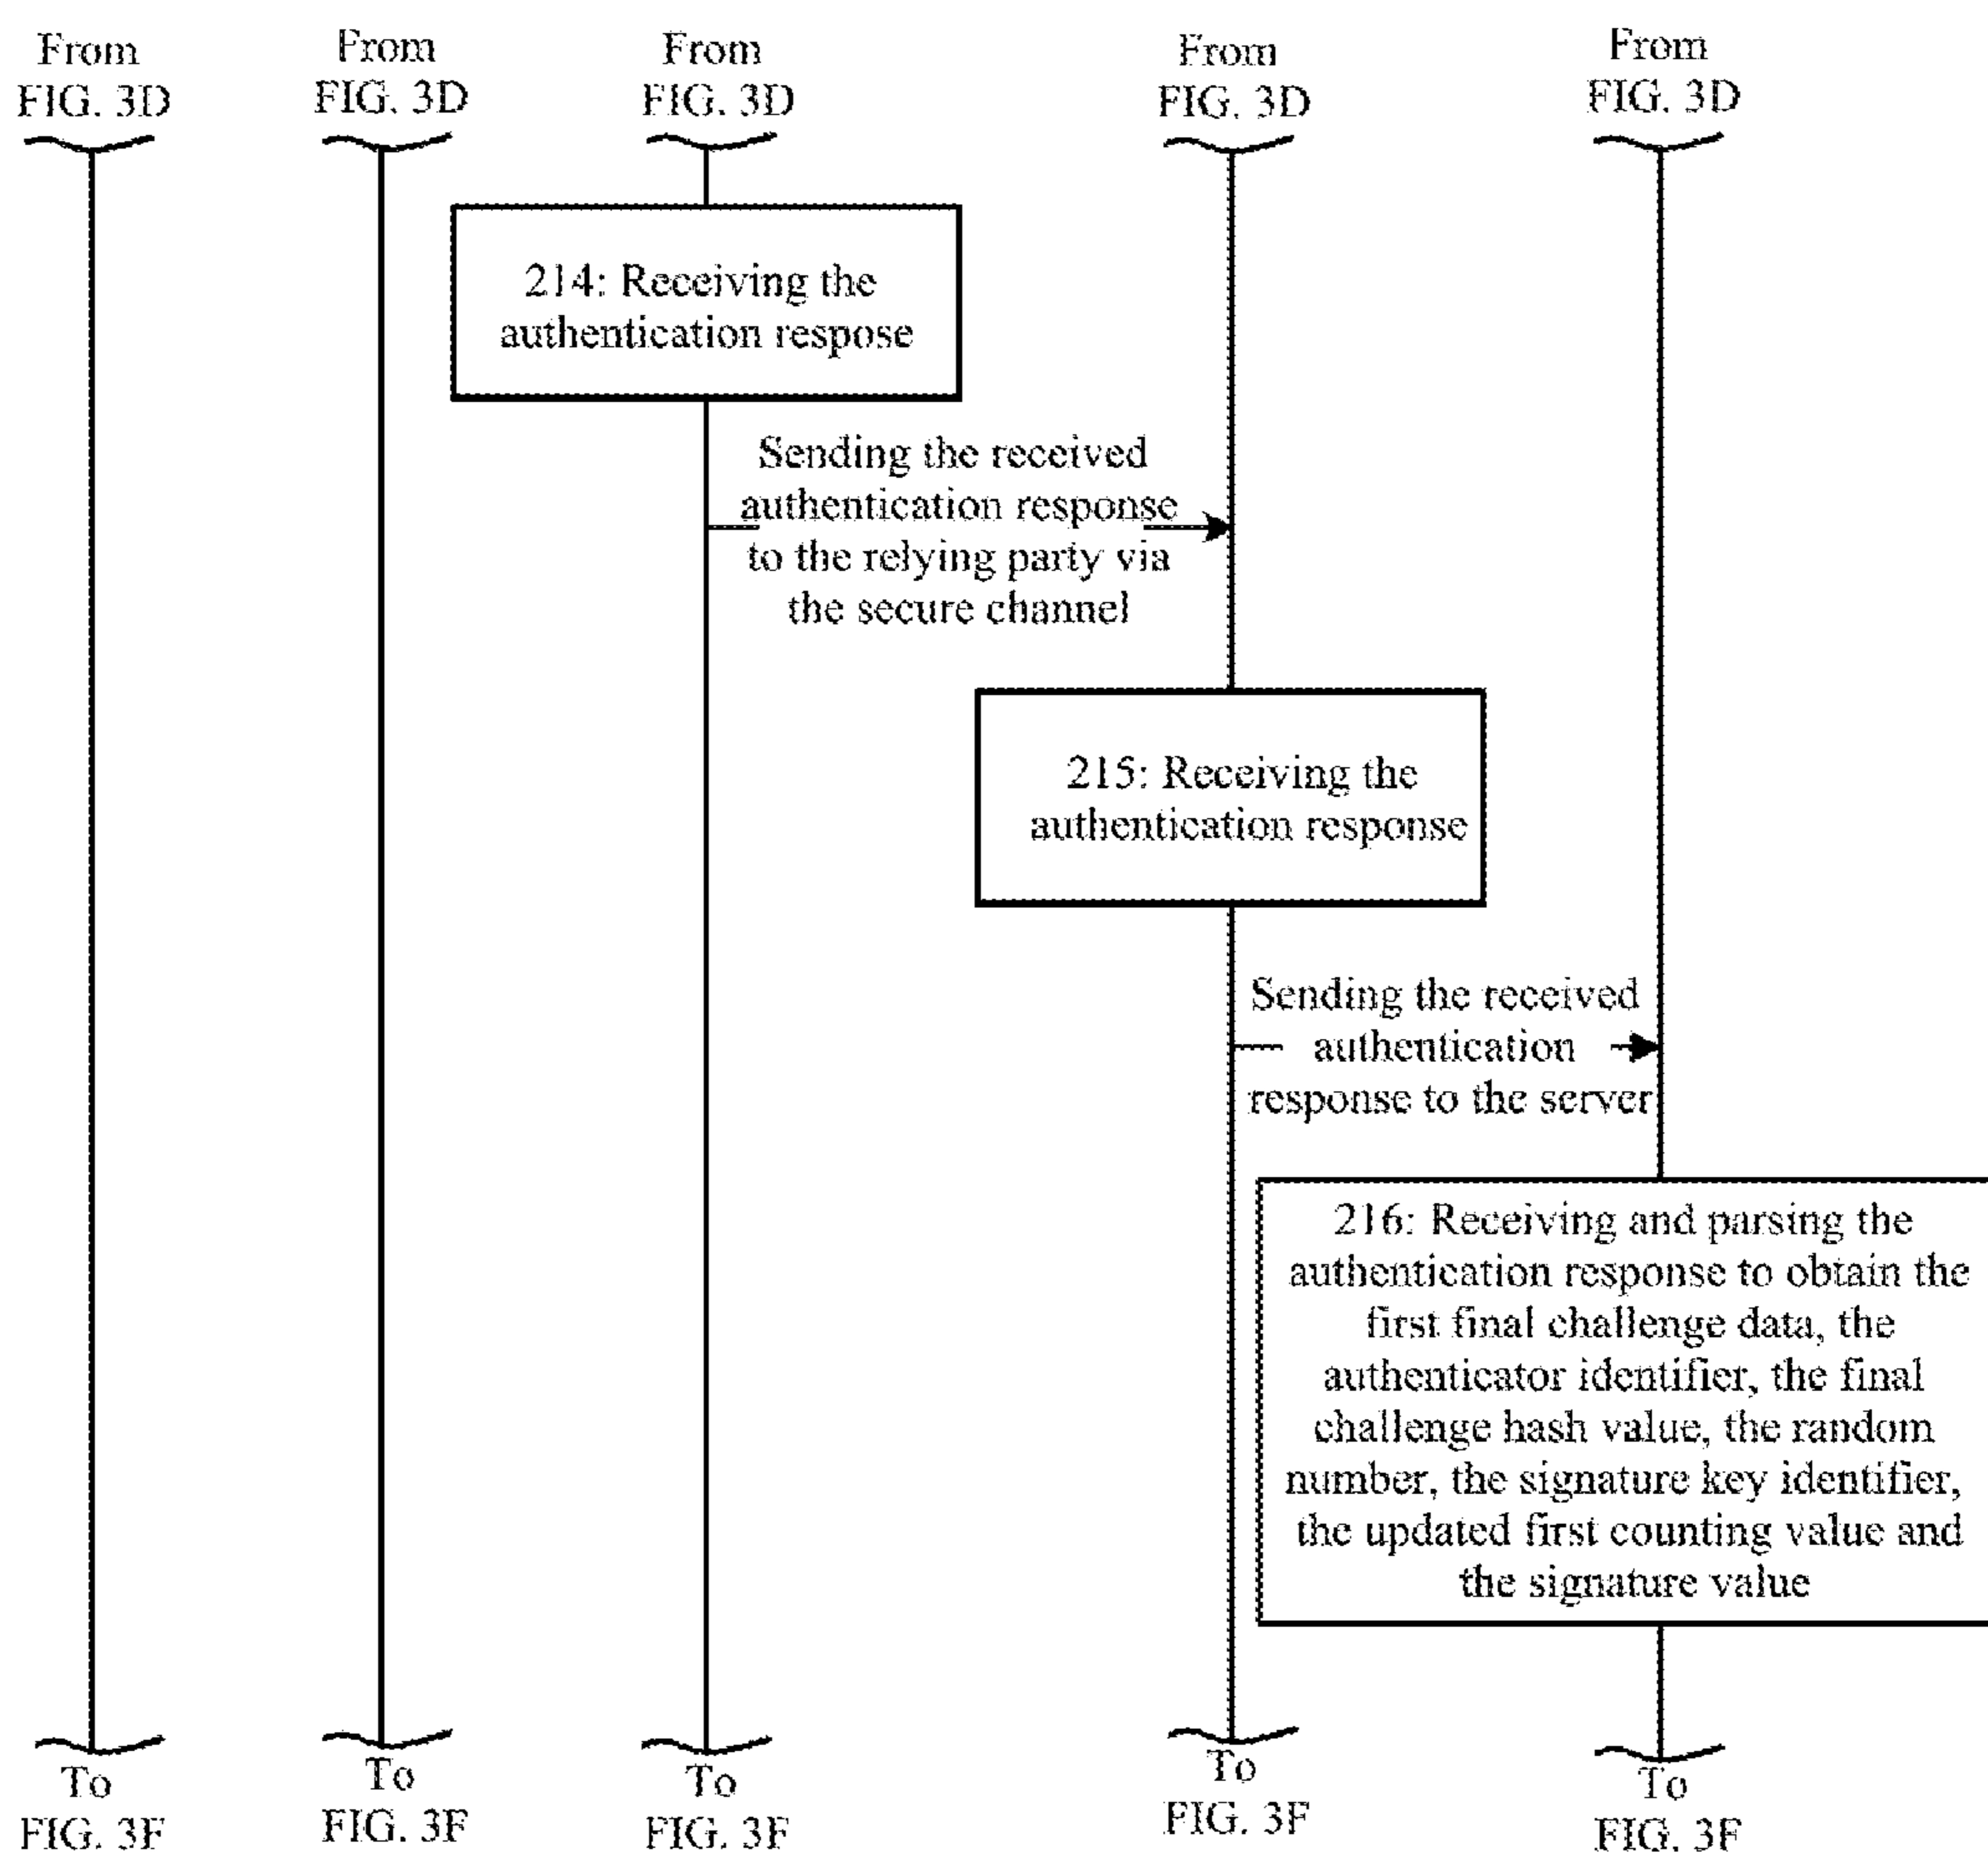 From
FIG. 3D
From
FIG. 3D
From
FIG. 3D
From
FIG. 3D
From
FIG. 3D
214: Receiving the
authentication respose
Sending the received
authentication response
to the relying party via
the secure channel
215: Receiving the
authentication response
Sending the received
authentication
response to the server
216: Receiving and parsing the
authentication response to obtain the
first final challenge data, the
authenticator identifier, the final
challenge hash value, the random
number, the signature key identifier,
the updated first counting value and
the signature value
To
FIG. 3F
To
FIG. 3F
To
FIG. 3F
To
FIG. 3F
To
FIG. 3F